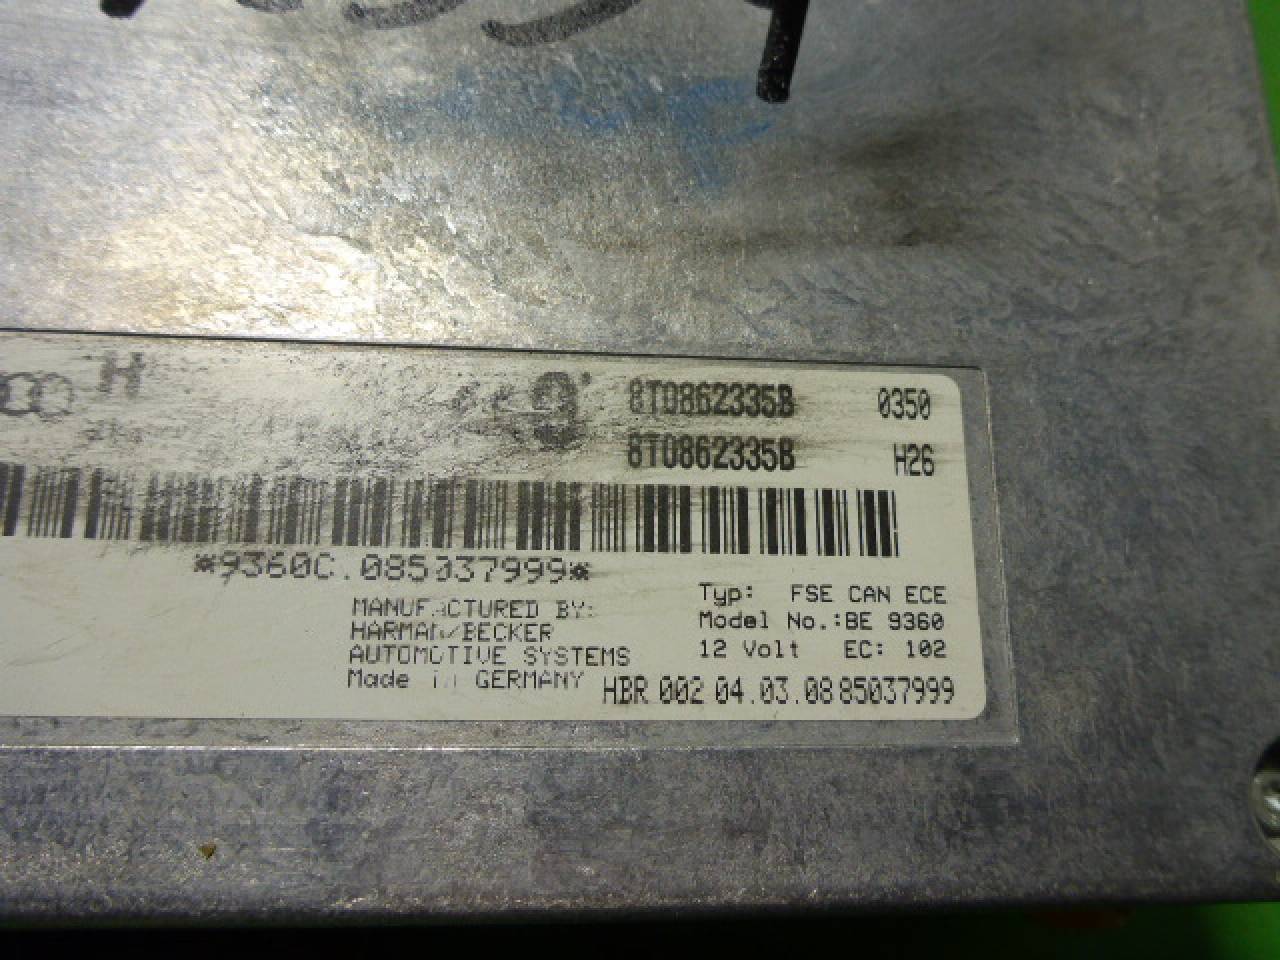 H
8T0862335B 0350
8T0862335B H26
*9360C.085037999*
MANUFACTURED BY:
HARMAN/BECKER
AUTOMOTIVE SYSTEMS
Made in GERMANY
Typ: FSE CAN ECE
Model No.:BE 9360
12 Volt EC: 102
HBR 002 04.03.08 85037999